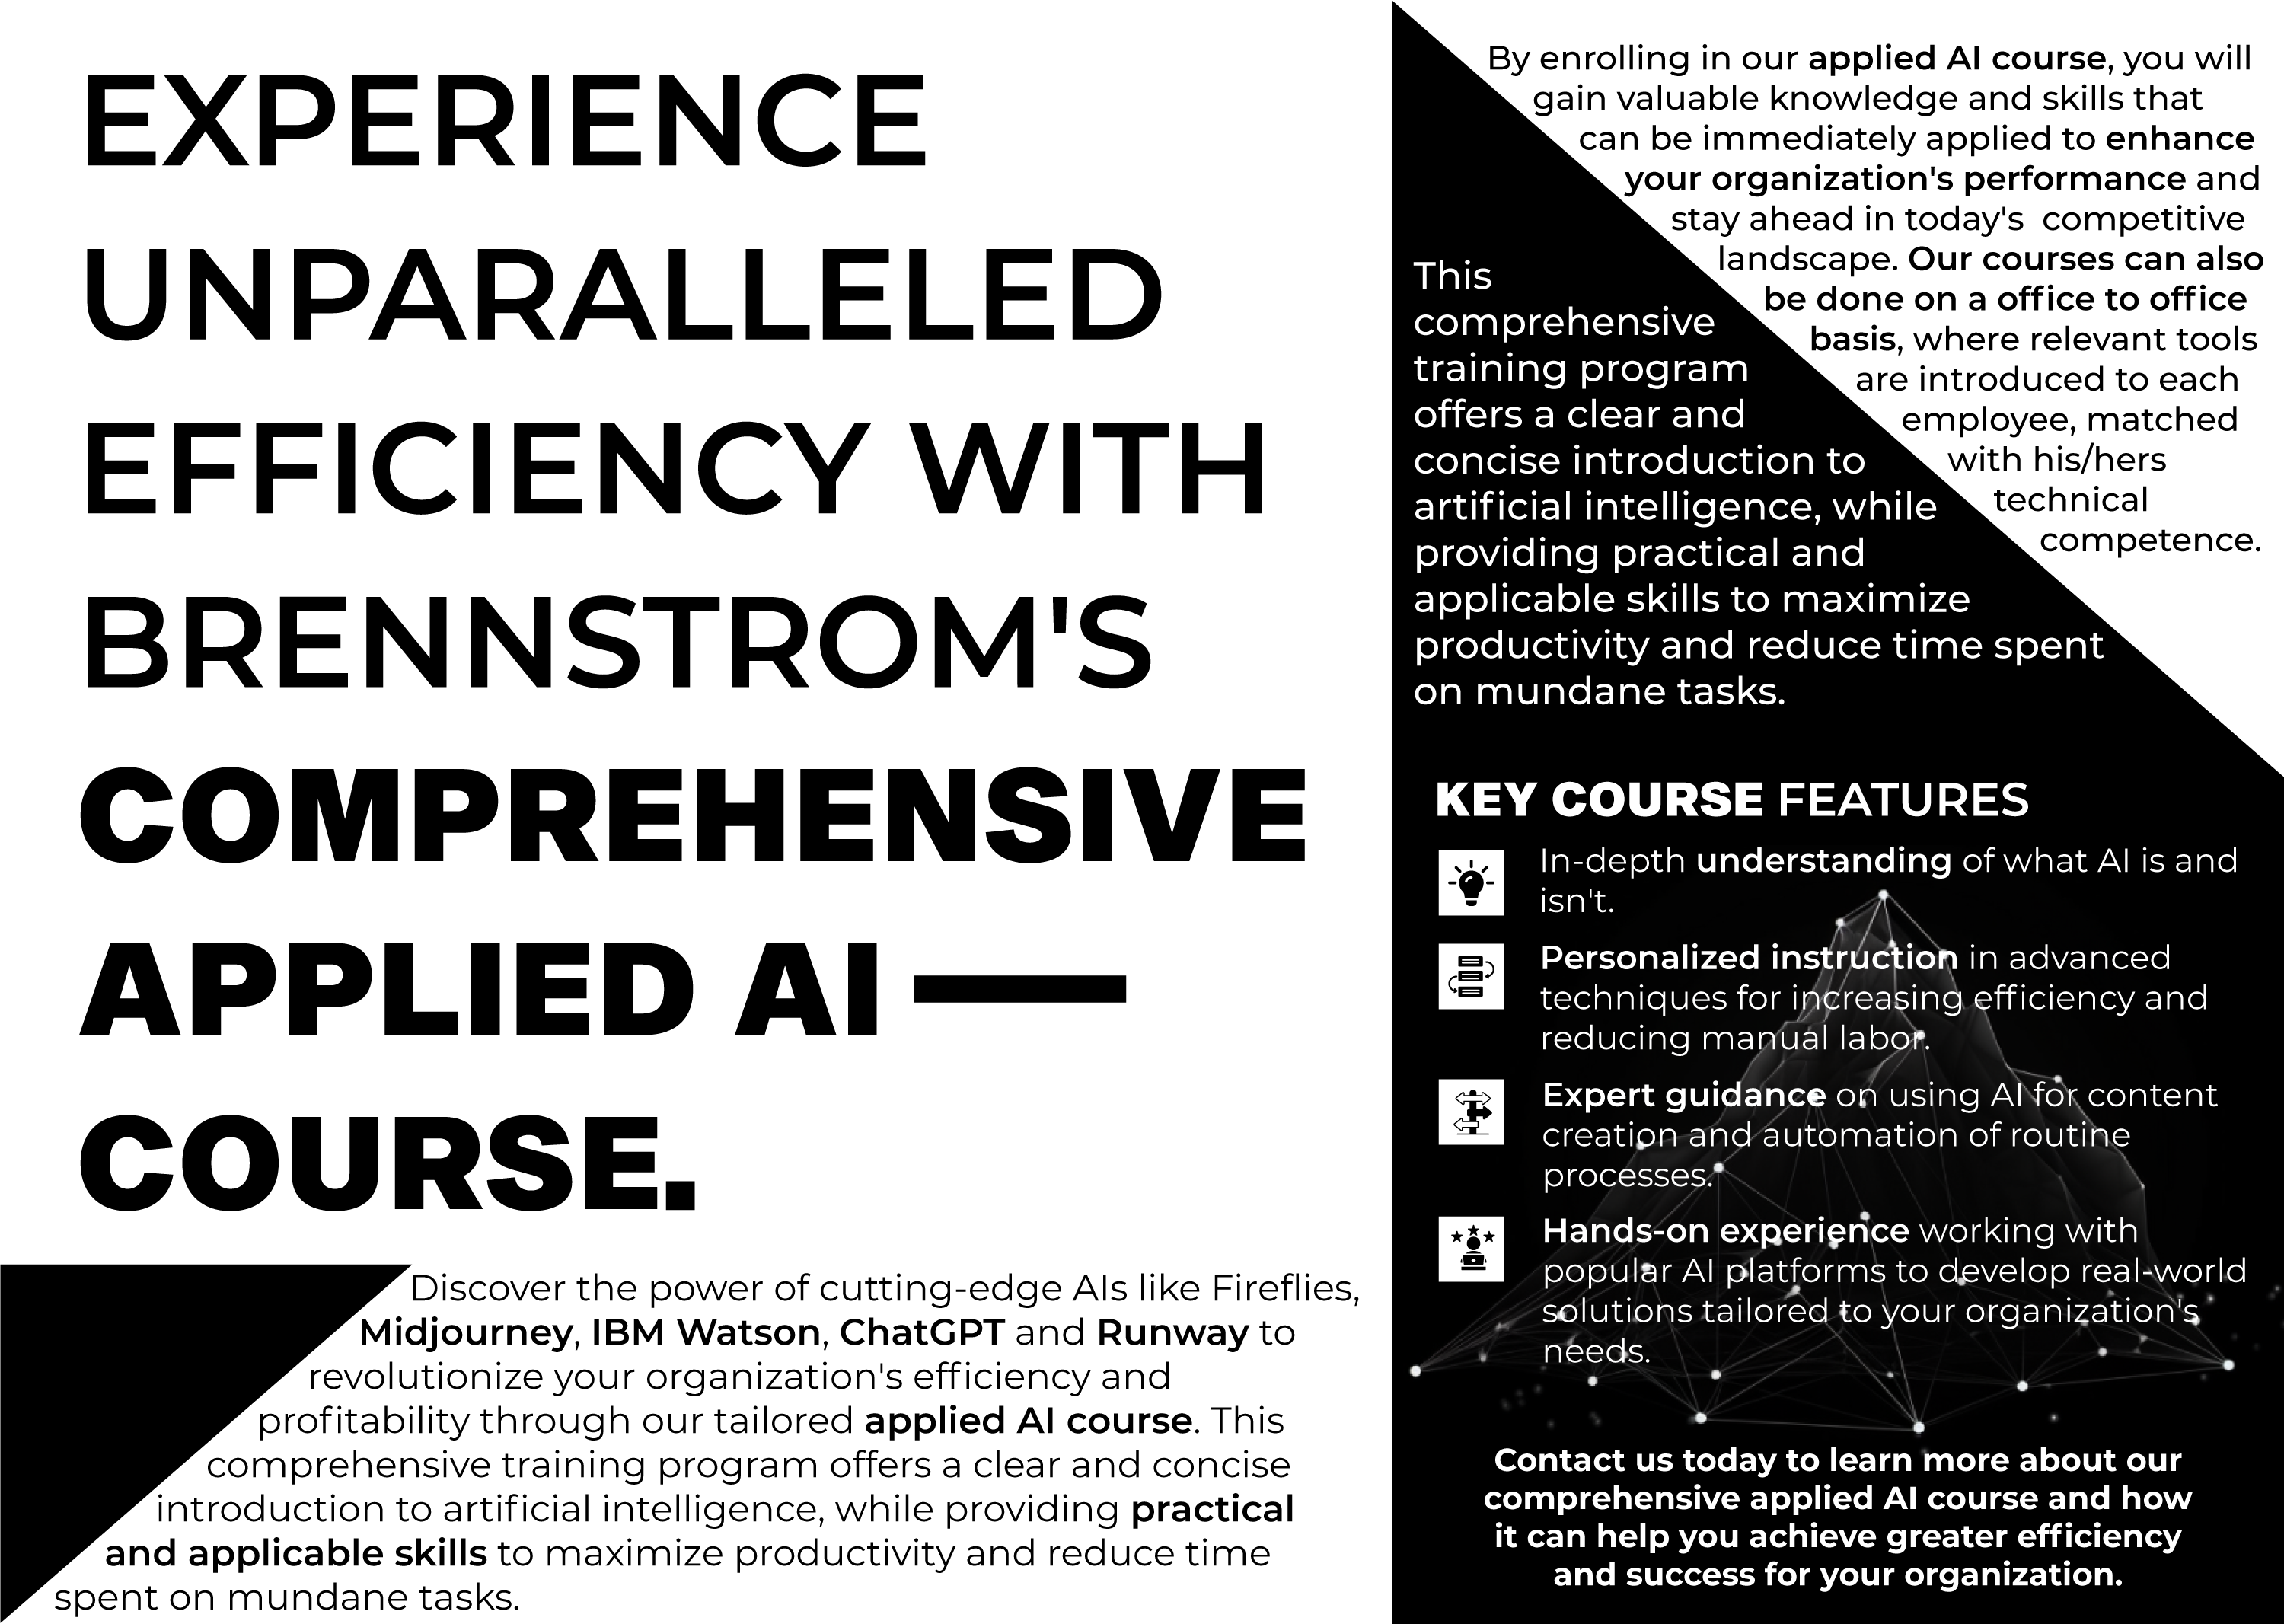 EXPERIENCE
UNPARALLELED
EFFICIENCY WITH
BRENNSTROM'S
COMPREHENSIVE
APPLIED AI —
COURSE.
Discover the power of cutting-edge AIs like Fireflies,
Midjourney, IBM Watson, ChatGPT and Runway to
revolutionize your organization's efficiency and
profitability through our tailored applied AI course. This
comprehensive training program offers a clear and concise
introduction to artificial intelligence, while providing practical
and applicable skills to maximize productivity and reduce time
spent on mundane tasks.
By enrolling in our applied AI course, you will
gain valuable knowledge and skills that
can be immediately applied to enhance
your organization's performance and
stay ahead in today's competitive
landscape. Our courses can also
be done on a office to office
basis, where relevant tools
are introduced to each
employee, matched
with his/hers
technical
competence.
This
comprehensive
training program
offers a clear and
concise introduction to
artificial intelligence, while
providing practical and
applicable skills to maximize
productivity and reduce time spent
on mundane tasks.
KEY COURSE FEATURES
In-depth understanding of what AI is and
isn't.
Personalized instruction in advanced
techniques for increasing efficiency and
reducing manual labor.
Expert guidance on using AI for content
creation and automation of routine
processes.
Hands-on experience working with
popular AI platforms to develop real-world
solutions tailored to your organization's
needs.
Contact us today to learn more about our
comprehensive applied AI course and how
it can help you achieve greater efficiency
and success for your organization.